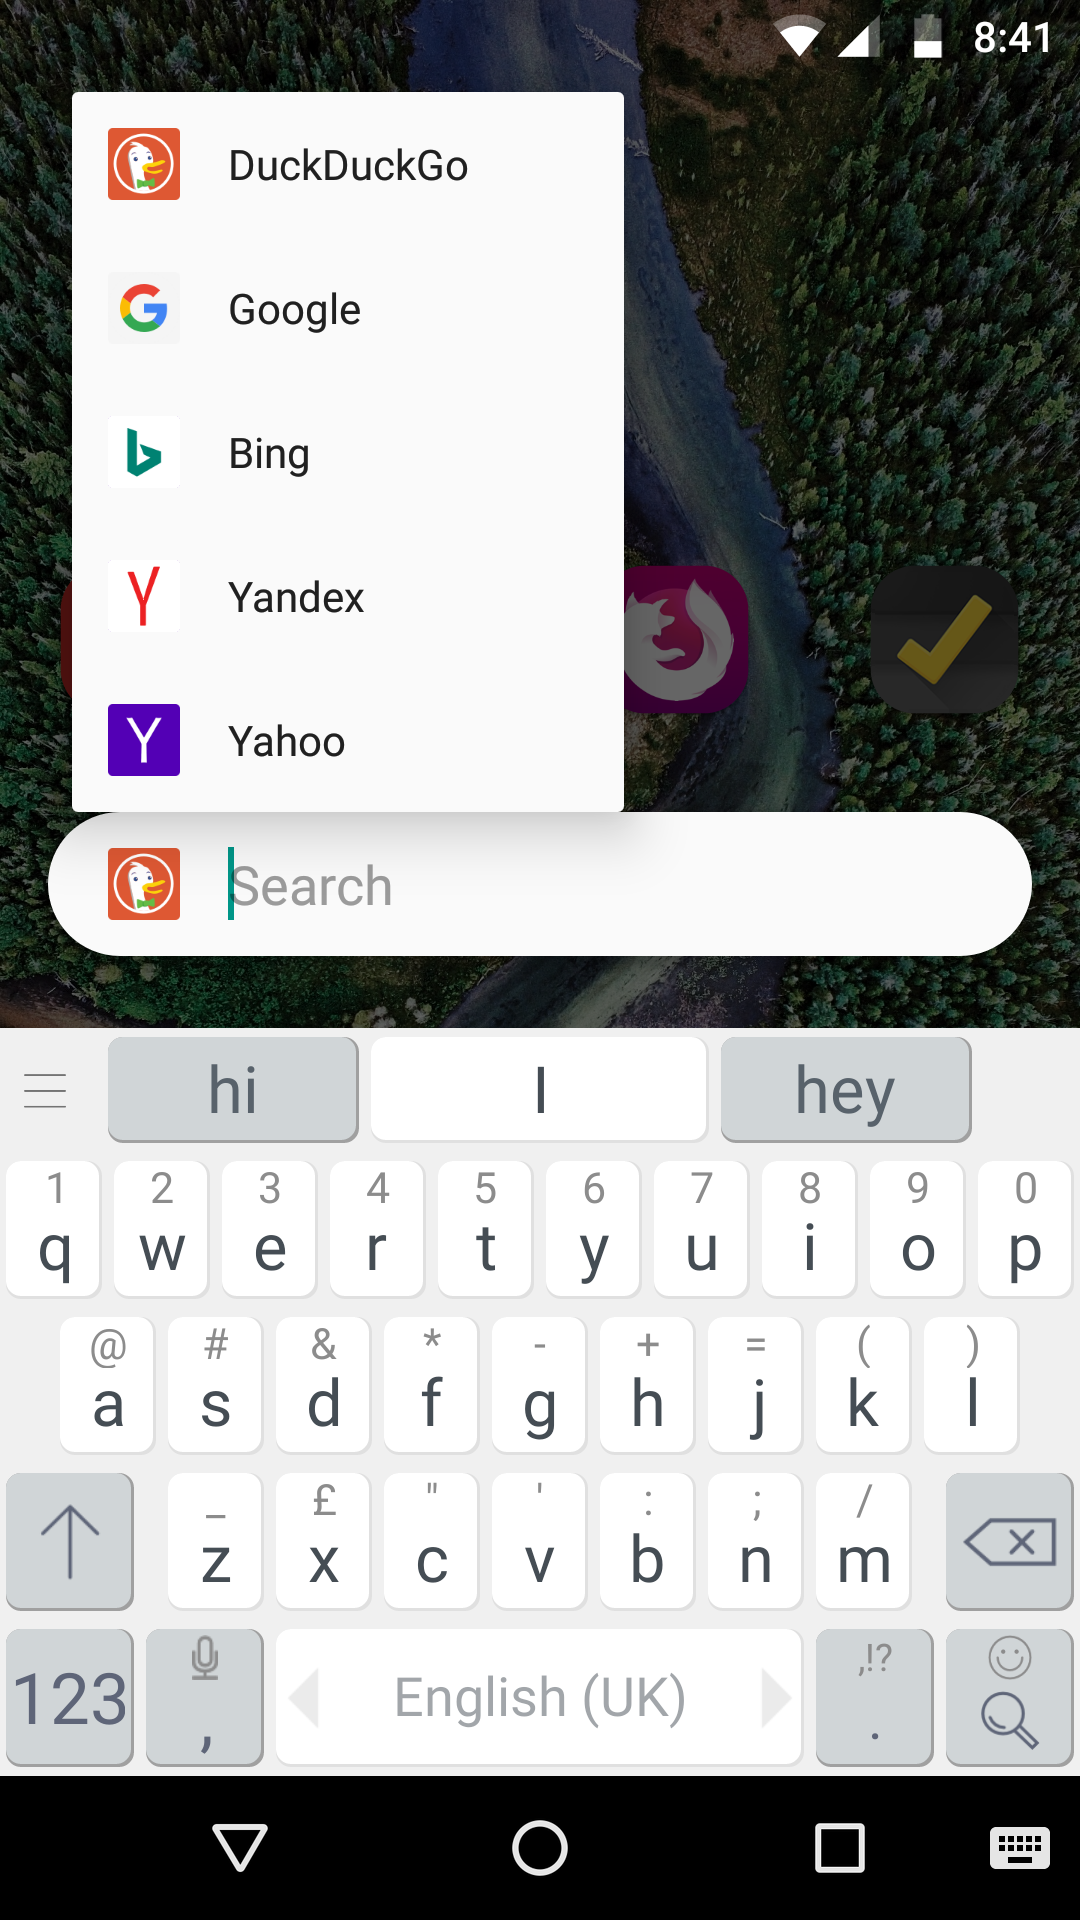 8:41
DuckDuckGo
Google
Bing
Yandex
Yahoo
Search
hi I hey
1 2 3 4 5 6 7 8 9 0
q w e r t y u i o p
@ # & * - + = ( )
a s d f g h j k l
_ £ " ' : ; /
z x c v b n m
,!?
123 , English (UK) .